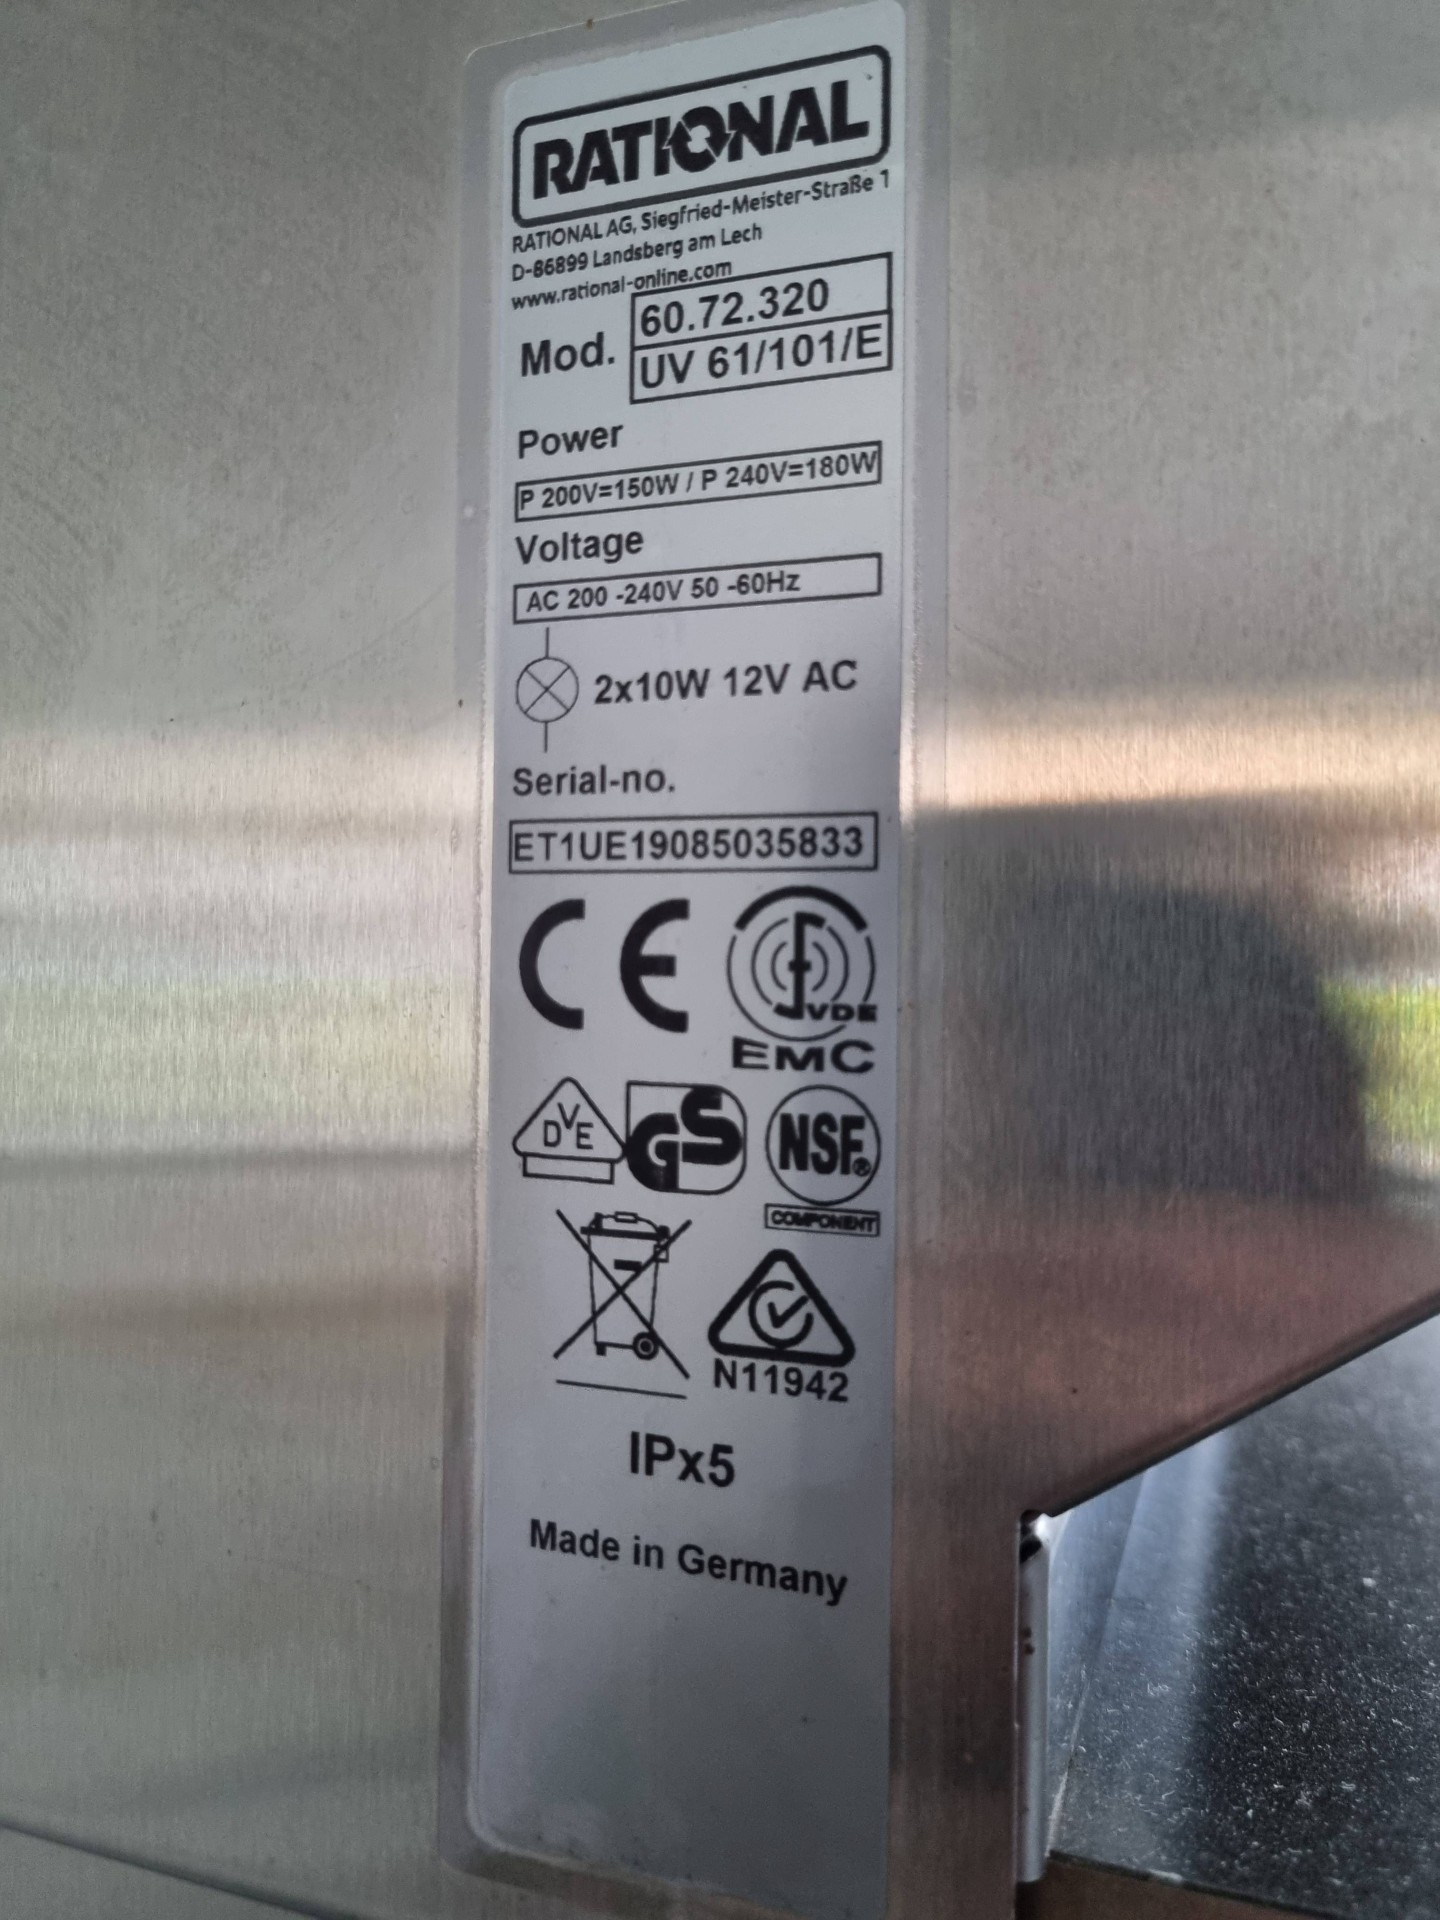 RATIONAL
RATIONAL AG, Siegfried-Meister-Straße 1
D-86899 Landsberg am Lech
www.rational-online.com
Mod.
60.72.320
UV 61/101/E
Power
P 200V=150W / P 240V=180W
Voltage
AC 200 -240V 50 -60Hz
2x10W 12V AC
Serial-no.
ET1UE19085035833
CE
VDE
EMC
DVE
GS
NSF®
COMPONENT
N11942
IPx5
Made in Germany